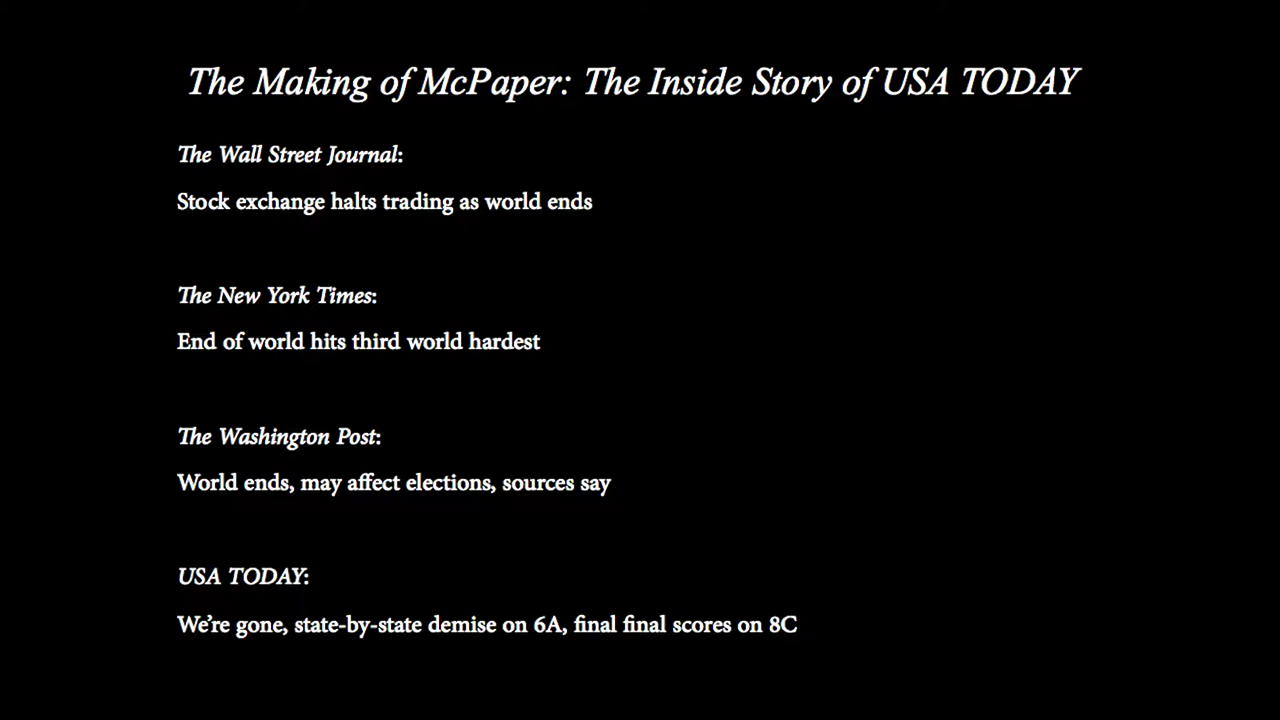 The Making of McPaper: The Inside Story of USA TODAY
The Wall Street Journal:
Stock exchange halts trading as world ends
The New York Times:
End of world hits third world hardest
The Washington Post:
World ends, may affect elections, sources say
USA TODAY:
We’re gone, state-by-state demise on 6A, final final scores on 8C